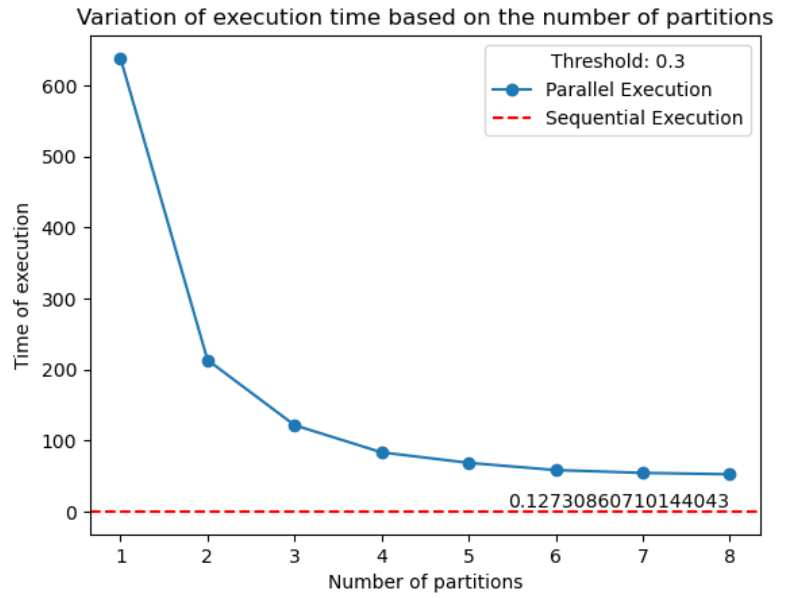 Variation of execution time based on the number of partitions
Threshold: 0.3
Parallel Execution
Sequential Execution
600
500
400
300
200
100
0
Time of execution
0.12730860710144043
1 2 3 4 5 6 7 8
Number of partitions